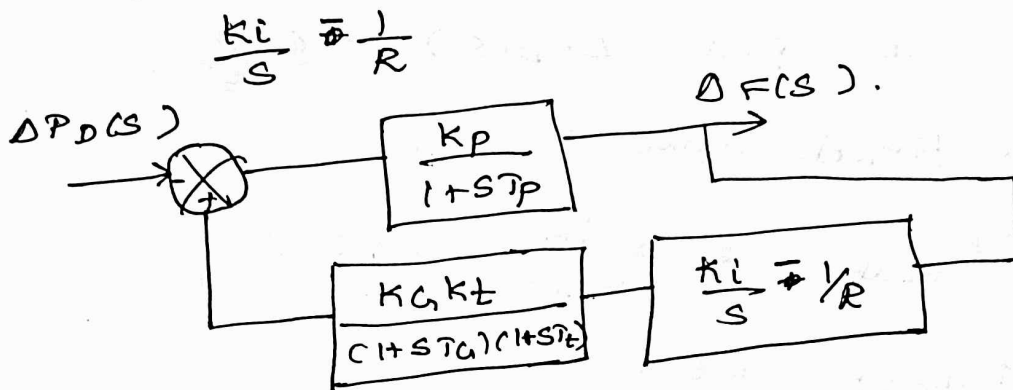 Ki/S - 1/R
ΔPD(S)
-
+
Kp
1+STp
ΔF(S).
KG Kt
(1+STG)(1+STt)
Ki/S - 1/R